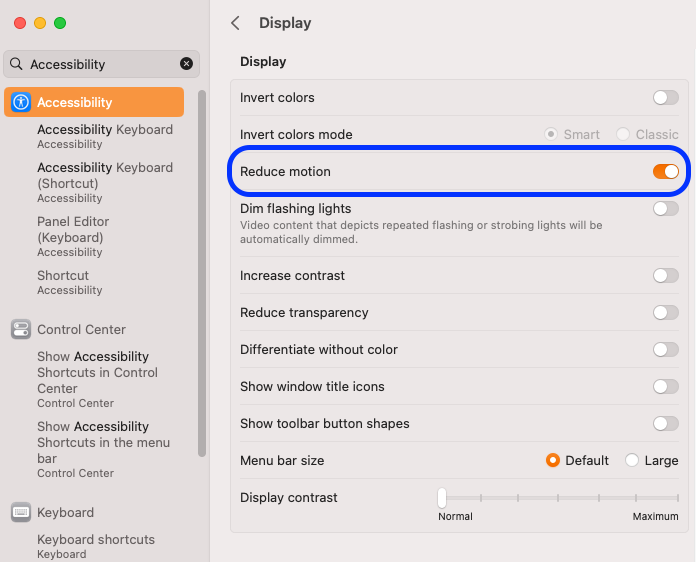 Display
Accessibility
Accessibility
Accessibility Keyboard
Accessibility
Accessibility Keyboard
(Shortcut)
Accessibility
Panel Editor
(Keyboard)
Accessibility
Shortcut
Accessibility
Control Center
Show Accessibility
Shortcuts in Control
Center
Control Center
Show Accessibility
Shortcuts in the menu
bar
Control Center
Keyboard
Keyboard shortcuts
Keyboard
Display
Invert colors
Invert colors mode Smart Classic
Reduce motion
Dim flashing lights
Video content that depicts repeated flashing or strobing lights will be
automatically dimmed.
Increase contrast
Reduce transparency
Differentiate without color
Show window title icons
Show toolbar button shapes
Menu bar size Default Large
Display contrast
Normal Maximum